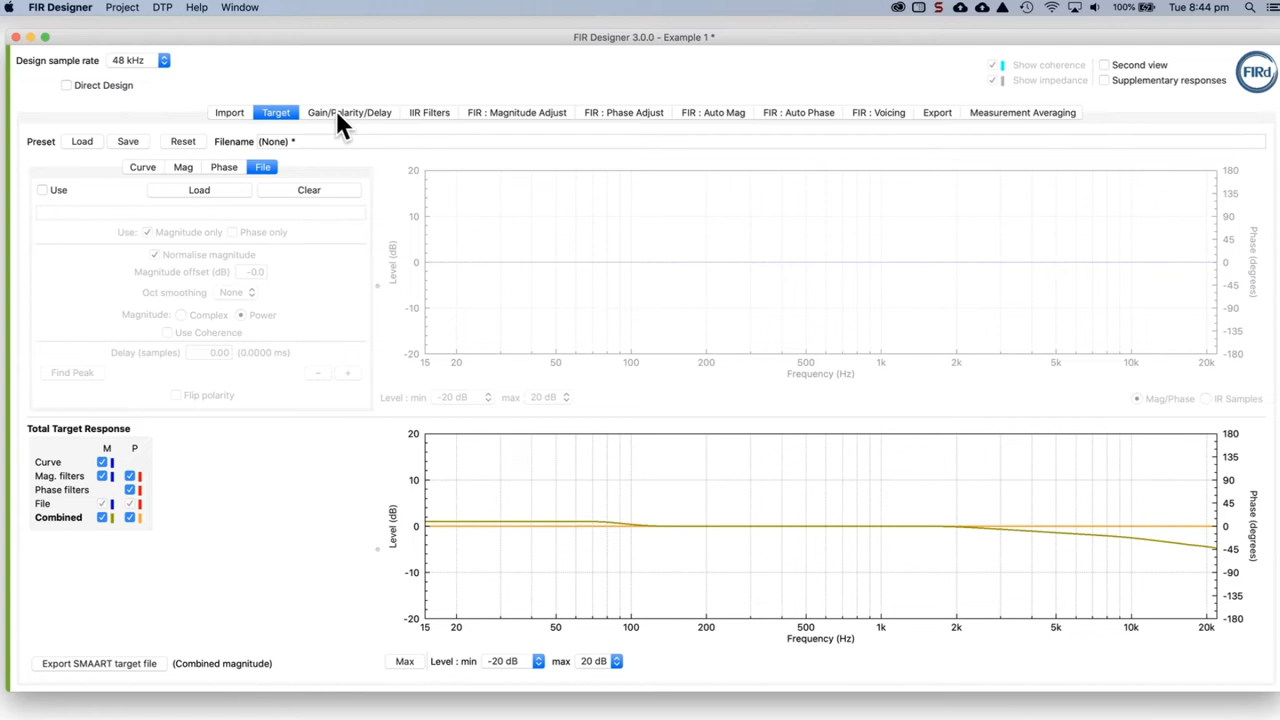 FIR Designer Project DTP Help Window 100% Tue 8:44 pm
FIR Designer 3.0.0 - Example 1 *
Design sample rate 48 kHz
Direct Design
Show coherence Second view
Show impedance Supplementary responses
FIRd
Import Target Gain/Polarity/Delay IIR Filters FIR : Magnitude Adjust FIR : Phase Adjust FIR : Auto Mag FIR : Auto Phase FIR : Voicing Export Measurement Averaging
Preset Load Save Reset Filename (None) *
Curve Mag Phase File
Use Load Clear
Use: Magnitude only Phase only
Normalise magnitude
Magnitude offset (dB) -0.0
Oct smoothing None
Magnitude: Complex Power
Use Coherence
Delay (samples) 0.00 (0.0000 ms)
Find Peak - +
Flip polarity
20 180
135
10 90
45
Level (dB) 0 0 Phase (degrees)
-45
-10 -90
-135
-20 -180
15 20 50 100 200 500 1k 2k 5k 10k 20k
Frequency (Hz)
Level : min -20 dB max 20 dB Mag/Phase IR Samples
Total Target Response
M P
Curve
Mag. filters
Phase filters
File
Combined
20 180
135
10 90
45
Level (dB) 0 0 Phase (degrees)
-45
-10 -90
-135
-20 -180
15 20 50 100 200 500 1k 2k 5k 10k 20k
Frequency (Hz)
Export SMAART target file (Combined magnitude) Max Level : min -20 dB max 20 dB